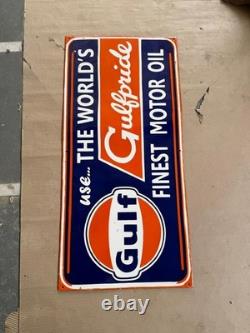 use... THE WORLD'S
Gulfpride
FINEST MOTOR OIL
Gulf